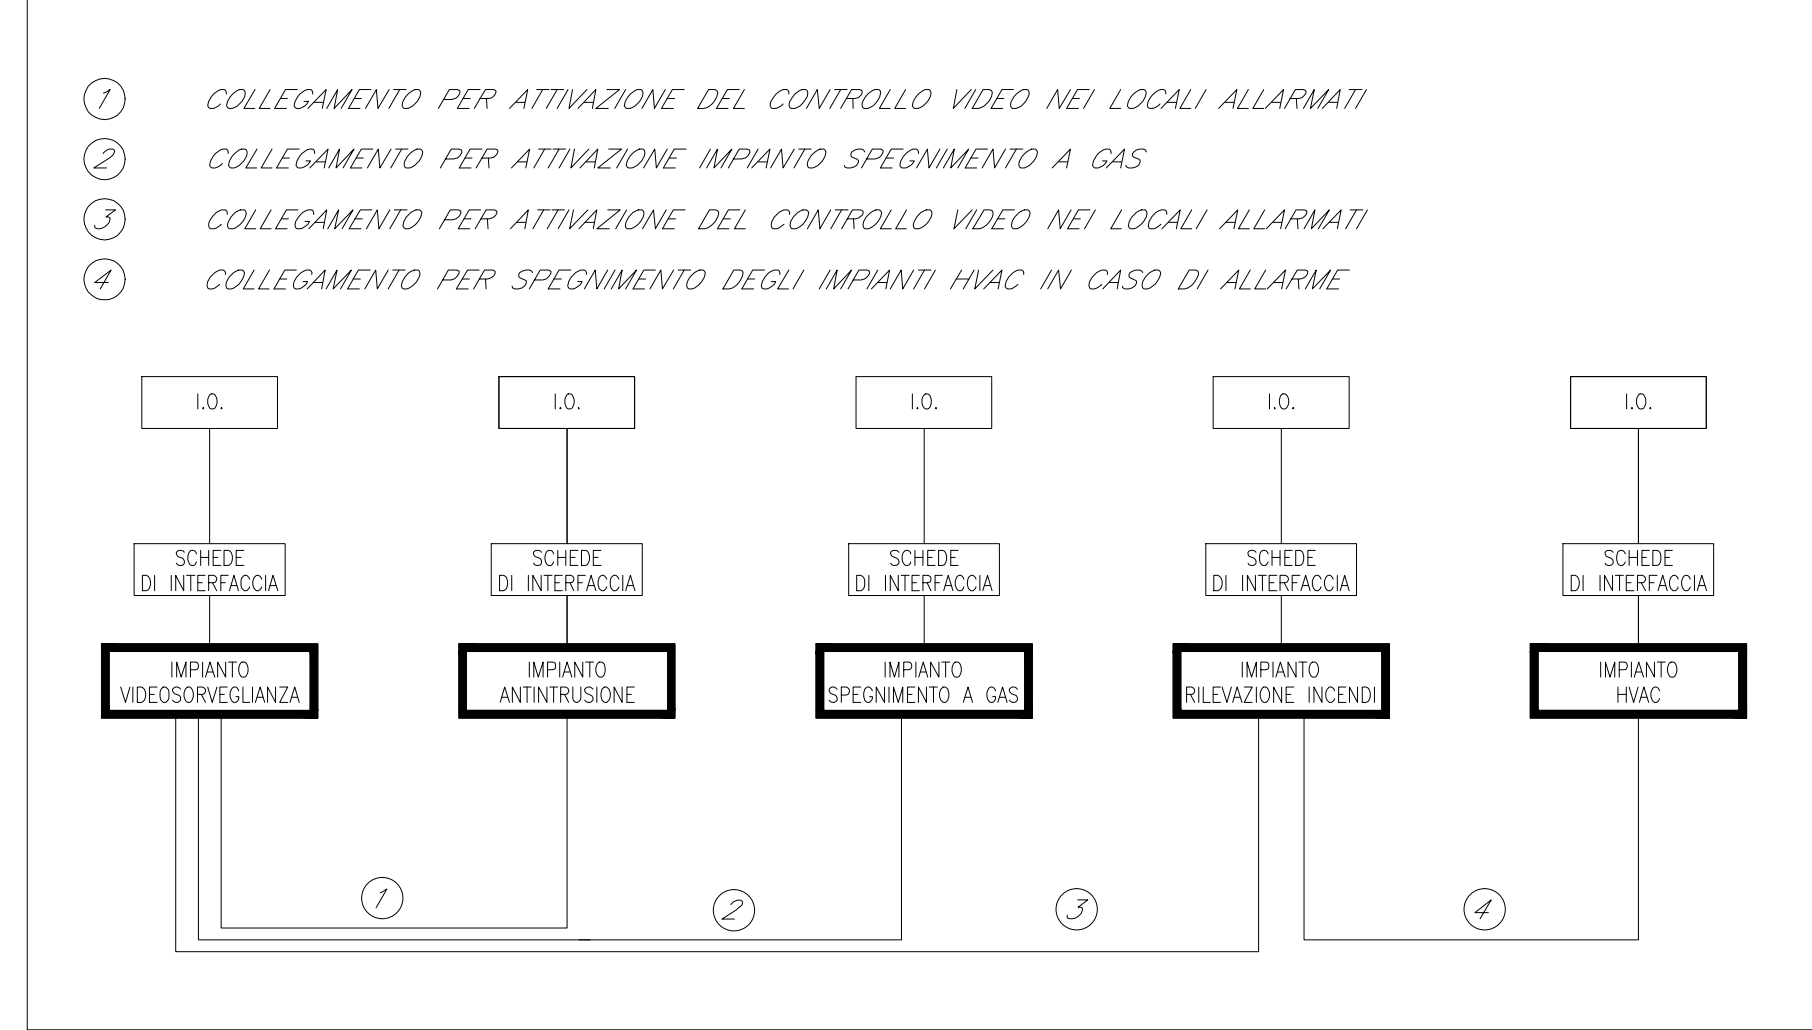 1 COLLEGAMENTO PER ATTIVAZIONE DEL CONTROLLO VIDEO NEI LOCALI ALLARMATI
2 COLLEGAMENTO PER ATTIVAZIONE IMPIANTO SPEGNIMENTO A GAS
3 COLLEGAMENTO PER ATTIVAZIONE DEL CONTROLLO VIDEO NEI LOCALI ALLARMATI
4 COLLEGAMENTO PER SPEGNIMENTO DEGLI IMPIANTI HVAC IN CASO DI ALLARME
I.O.
I.O.
I.O.
I.O.
I.O.
SCHEDE
DI INTERFACCIA
SCHEDE
DI INTERFACCIA
SCHEDE
DI INTERFACCIA
SCHEDE
DI INTERFACCIA
SCHEDE
DI INTERFACCIA
IMPIANTO
VIDEOSORVEGLIANZA
IMPIANTO
ANTINTRUSIONE
IMPIANTO
SPEGNIMENTO A GAS
IMPIANTO
RILEVAZIONE INCENDI
IMPIANTO
HVAC
1
2
3
4